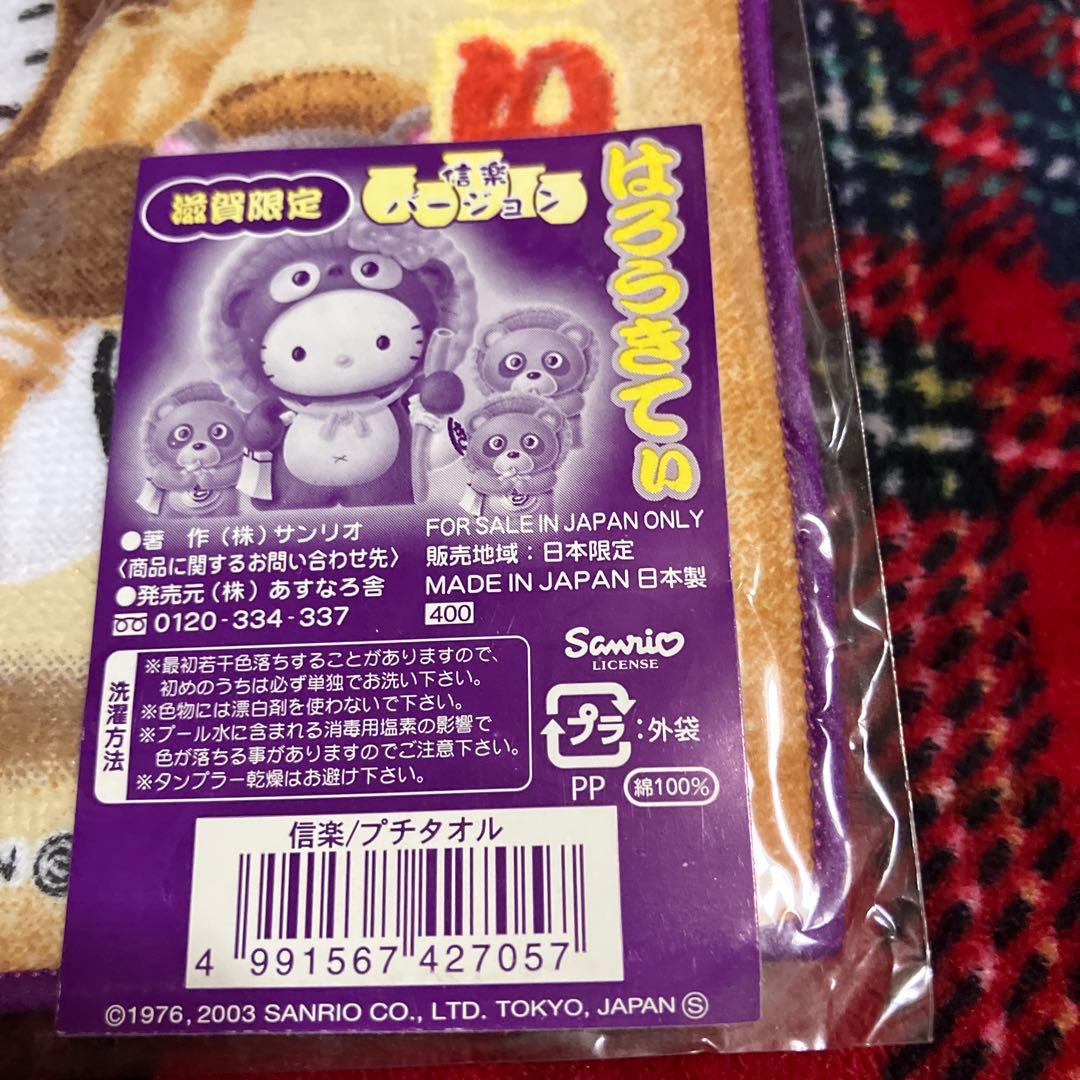 滋賀限定
信楽
バージョン
はろうきてぃ
●著 作(株)サンリオ
〈商品に関するお問い合わせ先〉
●発売元(株)あすなろ舎
0120-334-337
FOR SALE IN JAPAN ONLY
販売地域:日本限定
MADE IN JAPAN 日本製
400
Sanrio
LICENSE
洗濯方法
※最初若干色落ちすることがありますので、
初めのうちは必ず単独でお洗い下さい。
※色物には漂白剤を使わないで下さい。
※プール水に含まれる消毒用塩素の影響で
色が落ちる事がありますのでご注意下さい。
※タンブラー乾燥はお避け下さい。
プラ:外袋
PP
綿100%
信楽/プチタオル
4 991567 427057
©1976, 2003 SANRIO CO., LTD. TOKYO, JAPAN Ⓢ